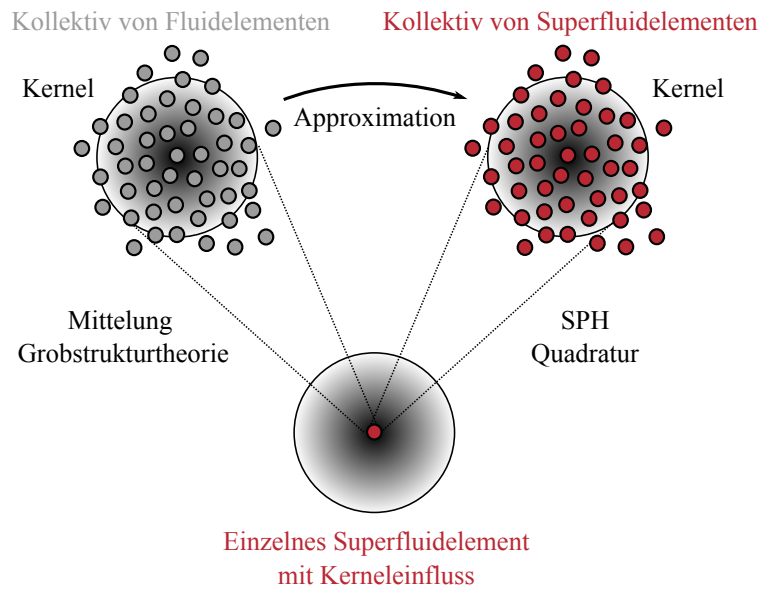 Kollektiv von Fluidelementen
Kollektiv von Superfluidelementen
Kernel
Kernel
Approximation
Mittelung
Grobstrukturtheorie
SPH
Quadratur
Einzelnes Superfluidelement
mit Kerneleinfluss